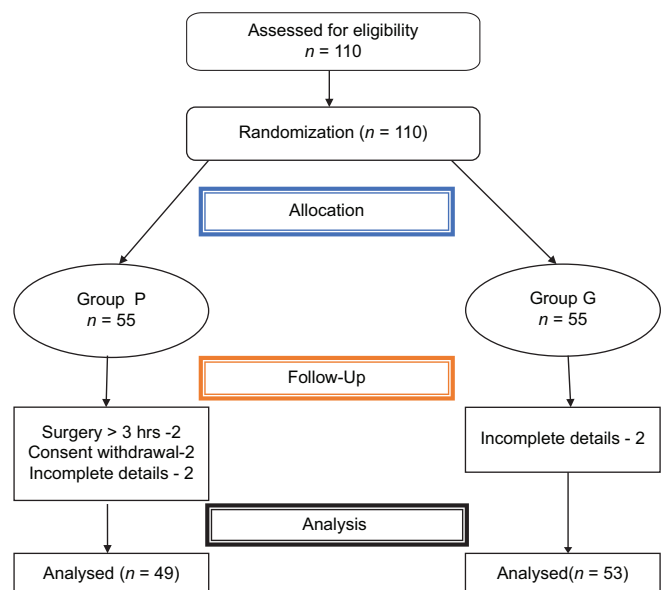 Assessed for eligibility
n = 110
Randomization (n = 110)
Allocation
Group P
n = 55
Group G
n = 55
Follow-Up
Surgery > 3 hrs -2
Consent withdrawal-2
Incomplete details - 2
Incomplete details - 2
Analysis
Analysed (n = 49)
Analysed(n = 53)